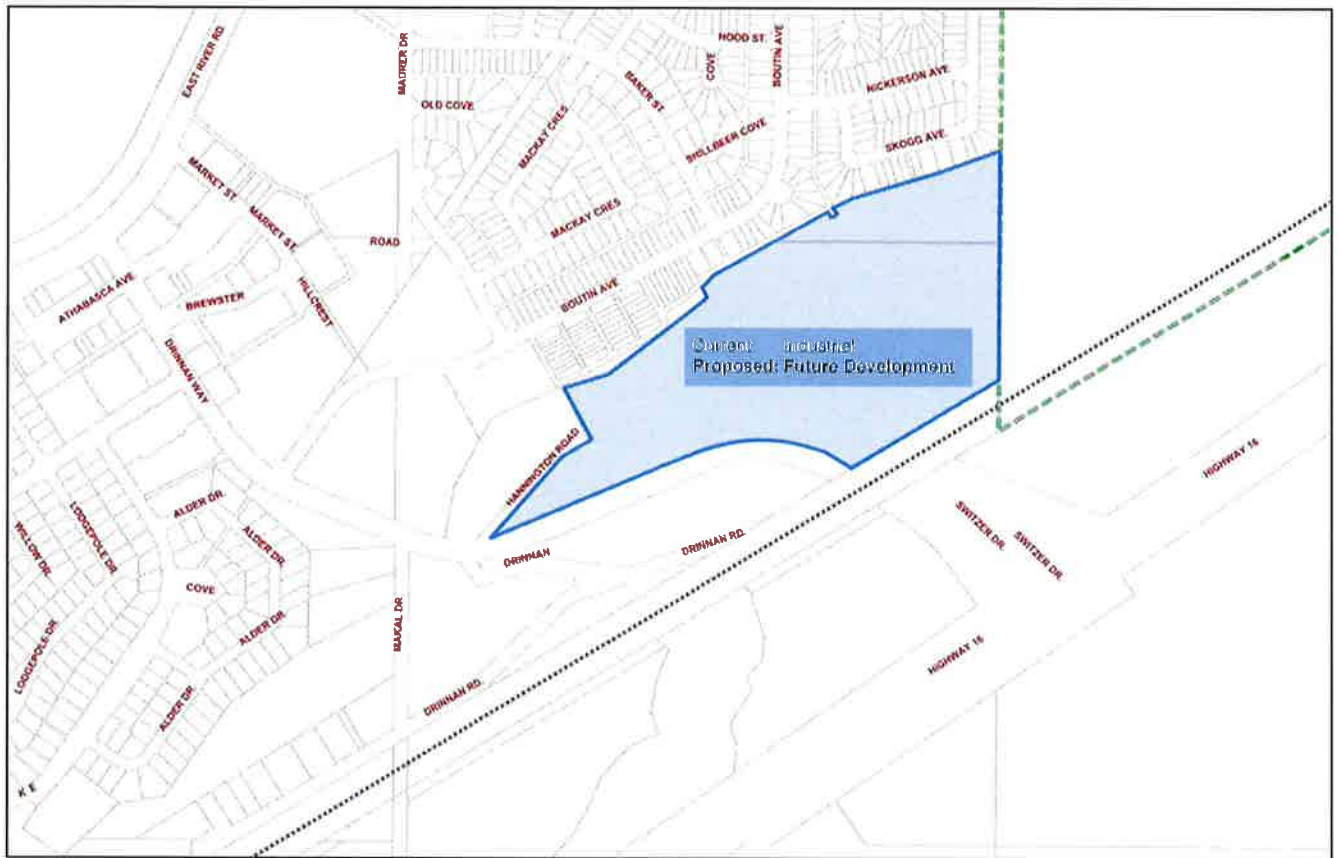 HOOD ST.
EAST RIVER RD
MAURER DR
COVE
BOUTIN AVE
BAKER ST.
NICKERSON AVE
OLD COVE
MACKAY CRES
SHILLBEER COVE
SKOGG AVE
MARKET ST.
MARKET ST.
MACKAY CRES
ROAD
ATHABASCA AVE
BREWSTER
HILLCREST
BOUTIN AVE
DRINNAN WAY
Current: Industrial
Proposed: Future Development
HANNINGTON ROAD
HIGHWAY 16
LODGEPOLE DR.
ALDER DR.
WILLOW DR.
ALDER DR.
SWITZER DR.
SWITZER DR.
DRINNAN
DRINNAN RD.
COVE
MAKAL DR
ALDER DR.
LODGEPOLE DR
HIGHWAY 16
ALDER DR.
DRINNAN RD.
K E